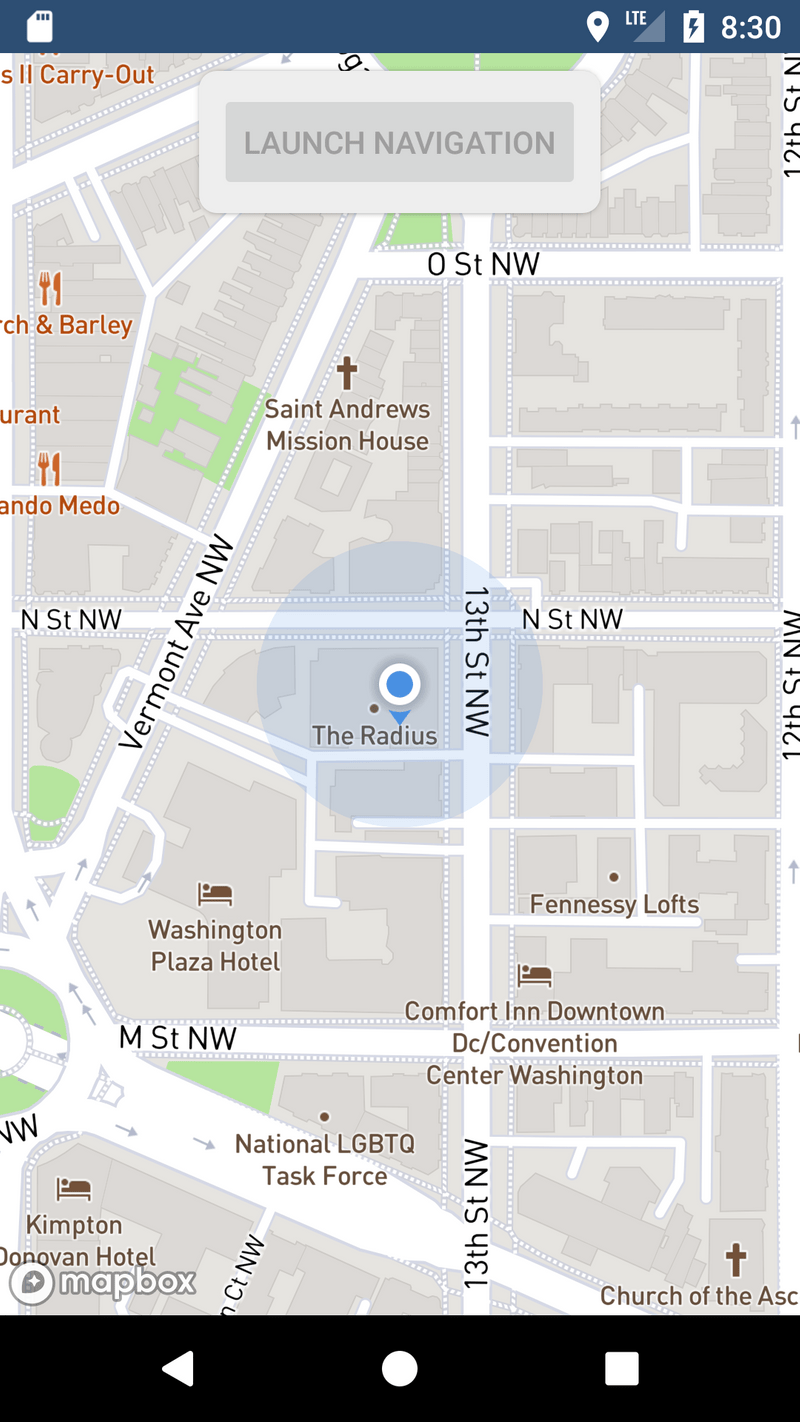 LTE 8:30
s II Carry-Out
12th St N
LAUNCH NAVIGATION
O St NW
rch & Barley
Saint Andrews
Mission House
urant
ando Medo
Vermont Ave NW
N St NW
13th St NW
N St NW
12th St NW
The Radius
Fennessy Lofts
Washington
Plaza Hotel
Comfort Inn Downtown
Dc/Convention
Center Washington
M St NW
NW
National LGBTQ
Task Force
13th St NW
Kimpton
Donovan Hotel
n Ct NW
mapbox
Church of the Asc